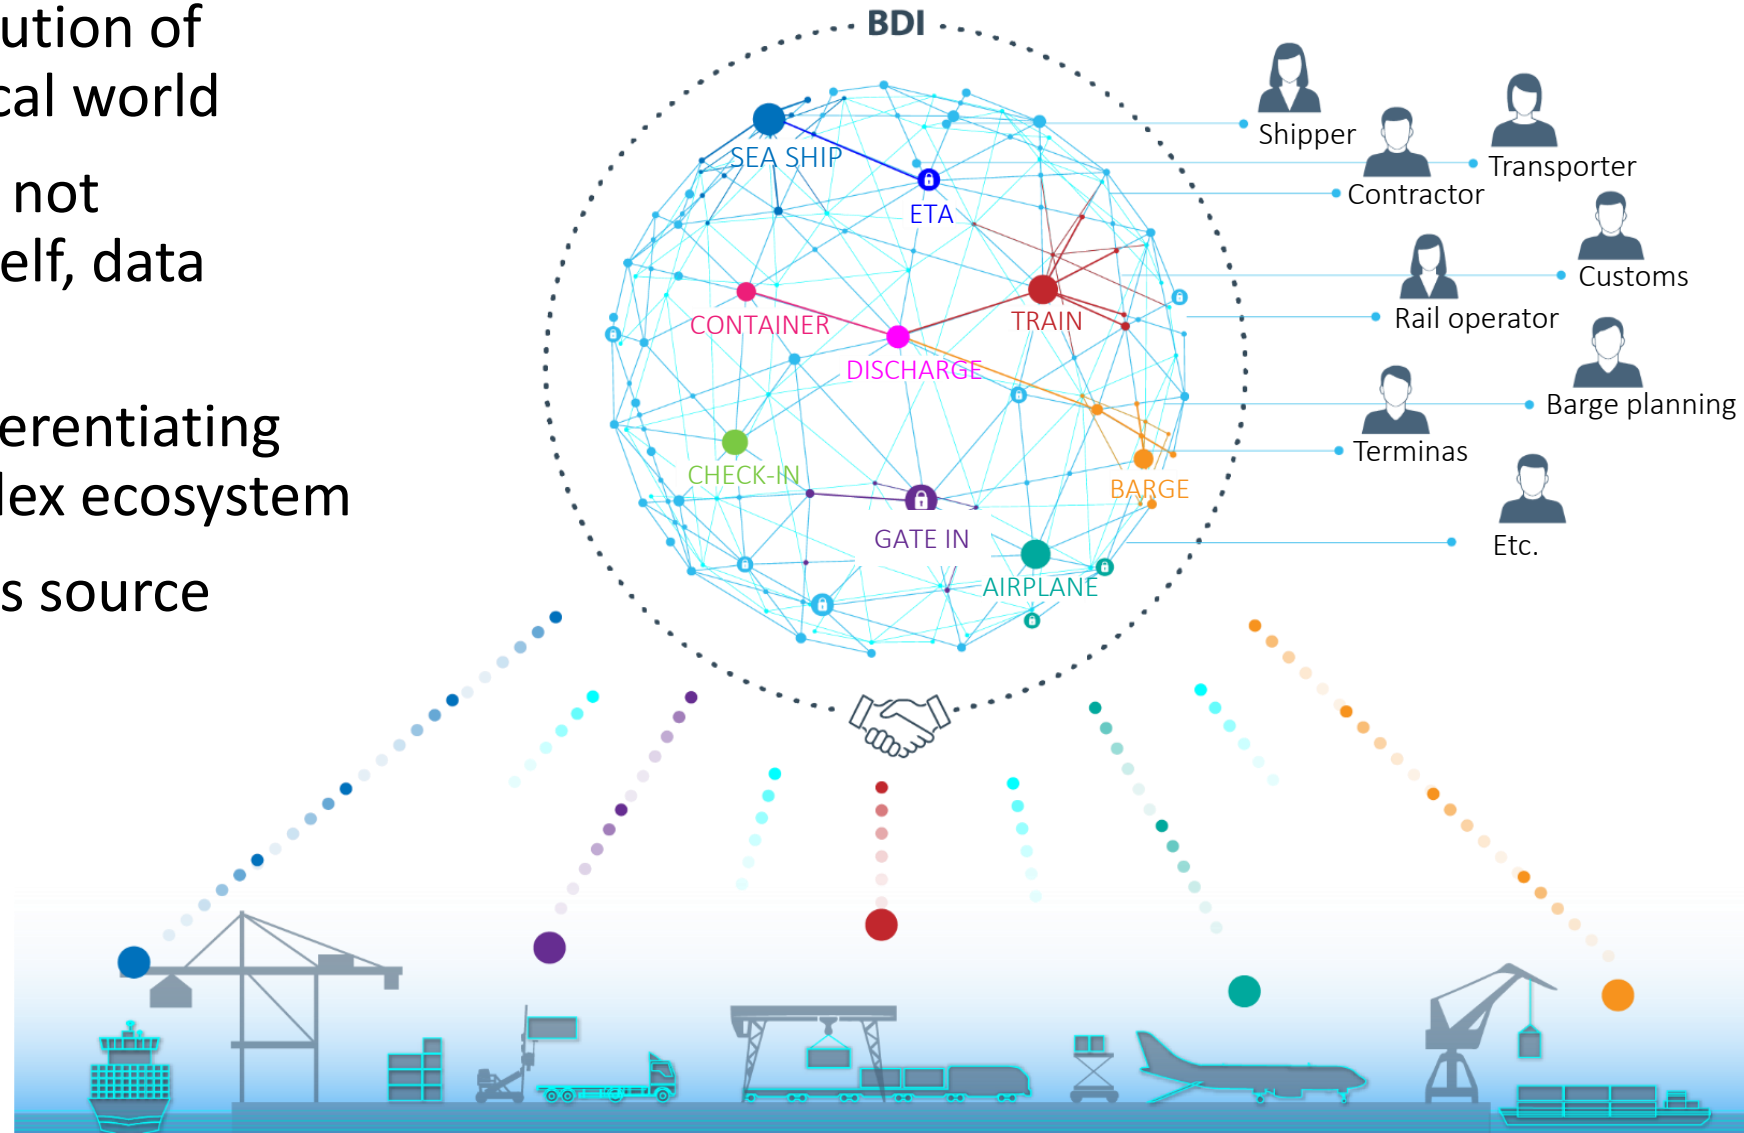 ution of
cal world
not
elf, data
erentiating
lex ecosystem
s source
BDI
SEA SHIP
ETA
CONTAINER
TRAIN
DISCHARGE
CHECK-IN
BARGE
GATE IN
AIRPLANE
Shipper
Transporter
Contractor
Customs
Rail operator
Barge planning
Terminas
Etc.